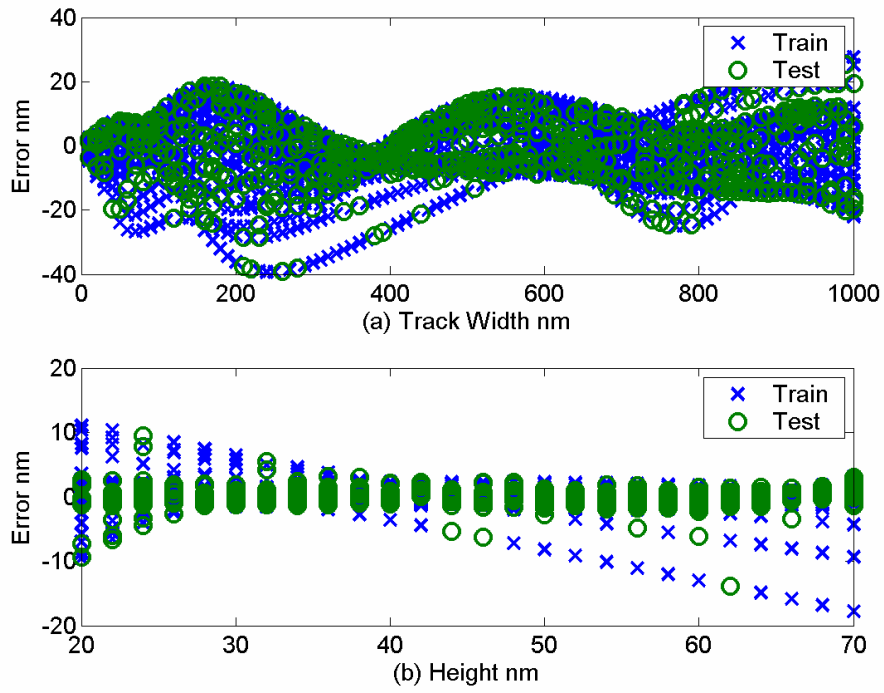 40
20
0
-20
-40
Error nm
Train
Test
0 200 400 600 800 1000
(a) Track Width nm
20
10
0
-10
-20
Error nm
Train
Test
20 30 40 50 60 70
(b) Height nm